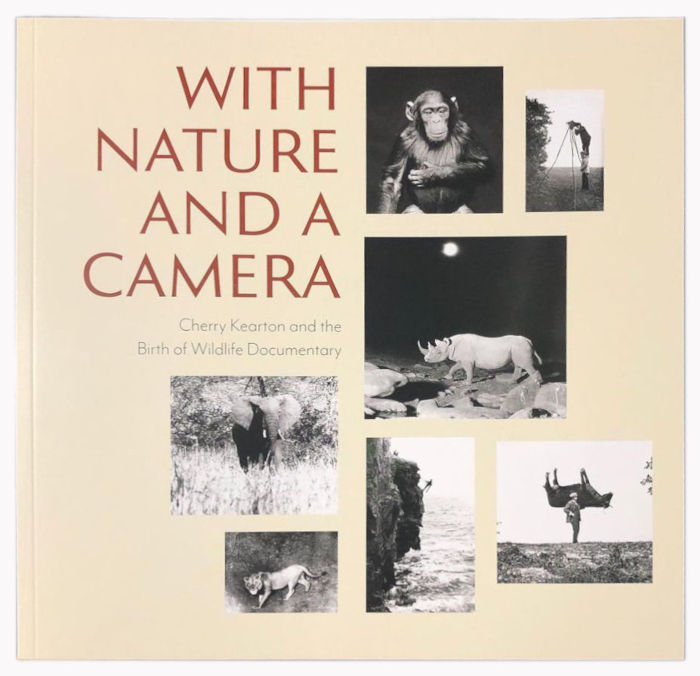 WITH
NATURE
AND A
CAMERA
Cherry Kearton and the
Birth of Wildlife Documentary